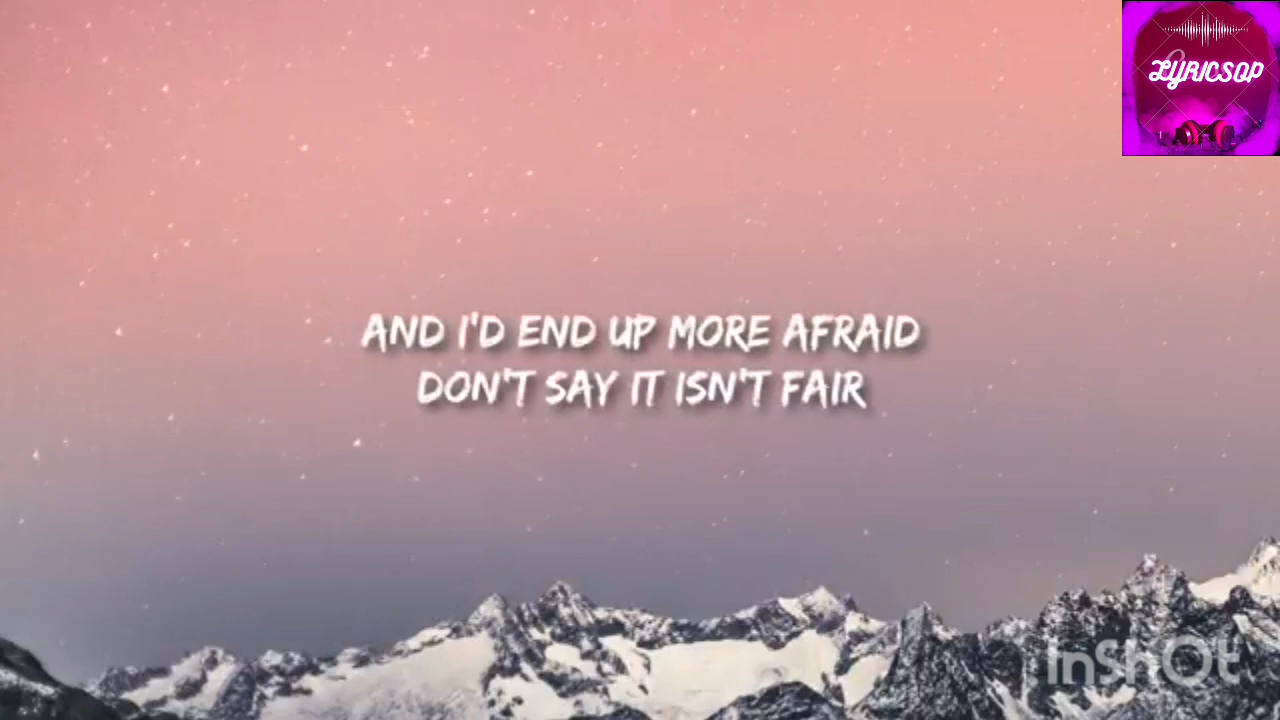 LYRICSOP
AND I'D END UP MORE AFRAID
DON'T SAY IT ISN'T FAIR
InShOt